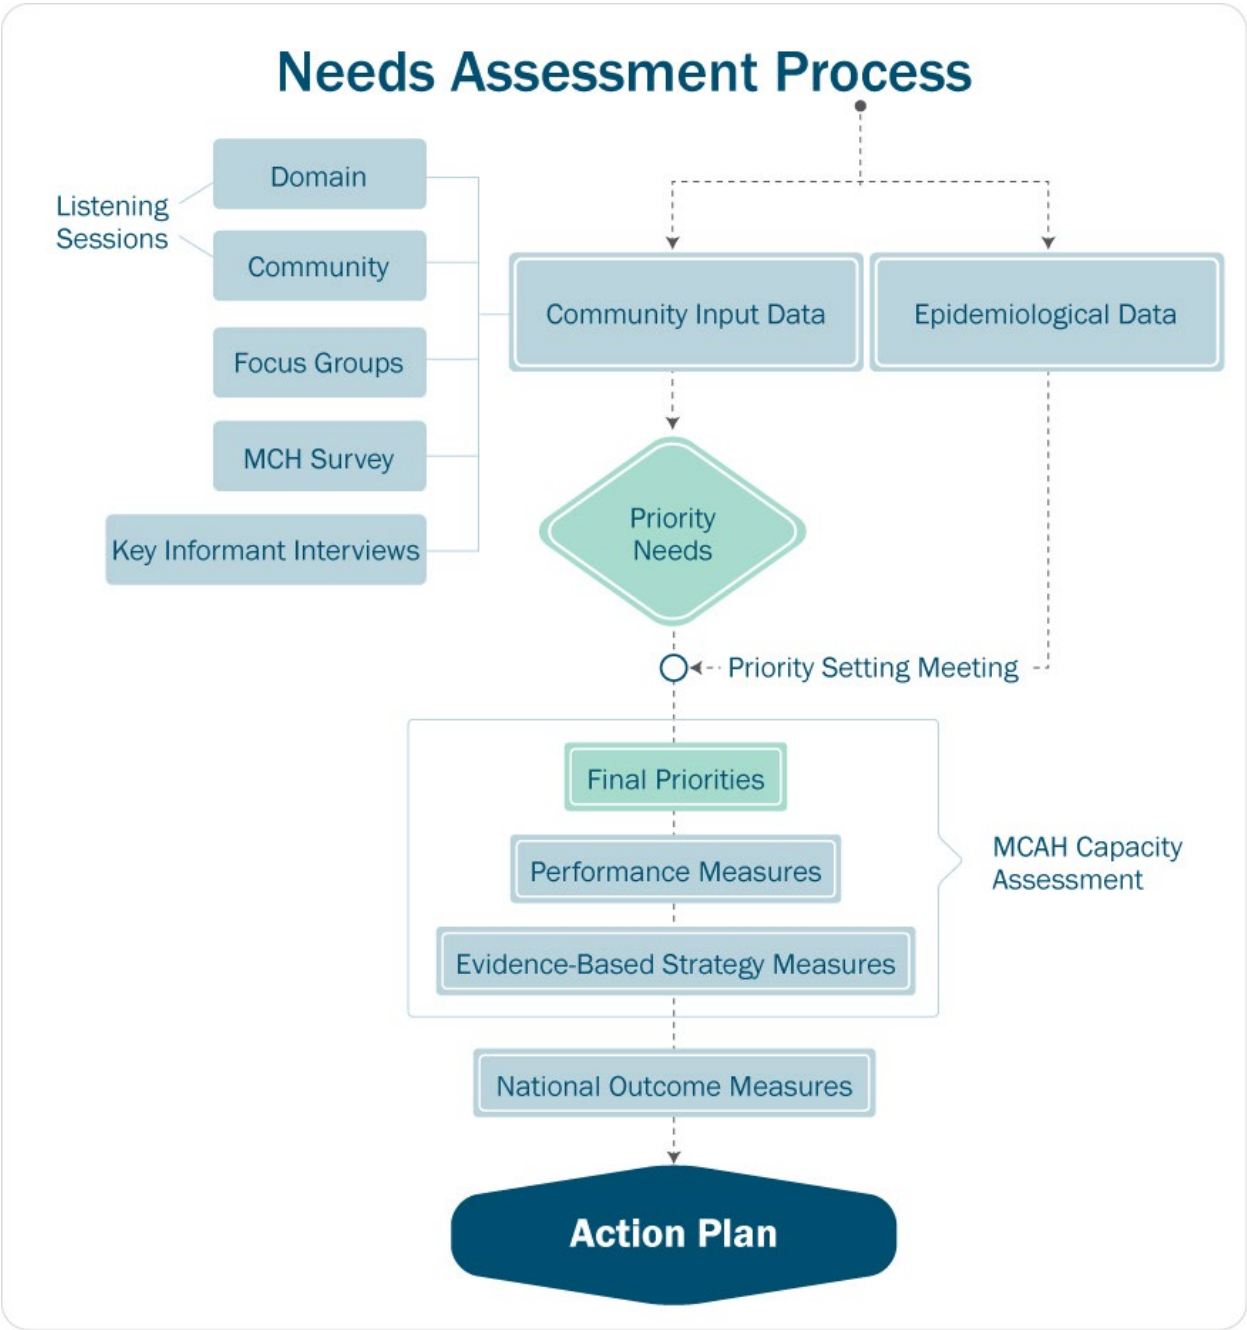 Needs Assessment Process
Listening
Sessions
Domain
Community
Focus Groups
MCH Survey
Key Informant Interviews
Community Input Data
Epidemiological Data
Priority
Needs
Priority Setting Meeting
Final Priorities
Performance Measures
Evidence-Based Strategy Measures
MCAH Capacity
Assessment
National Outcome Measures
Action Plan